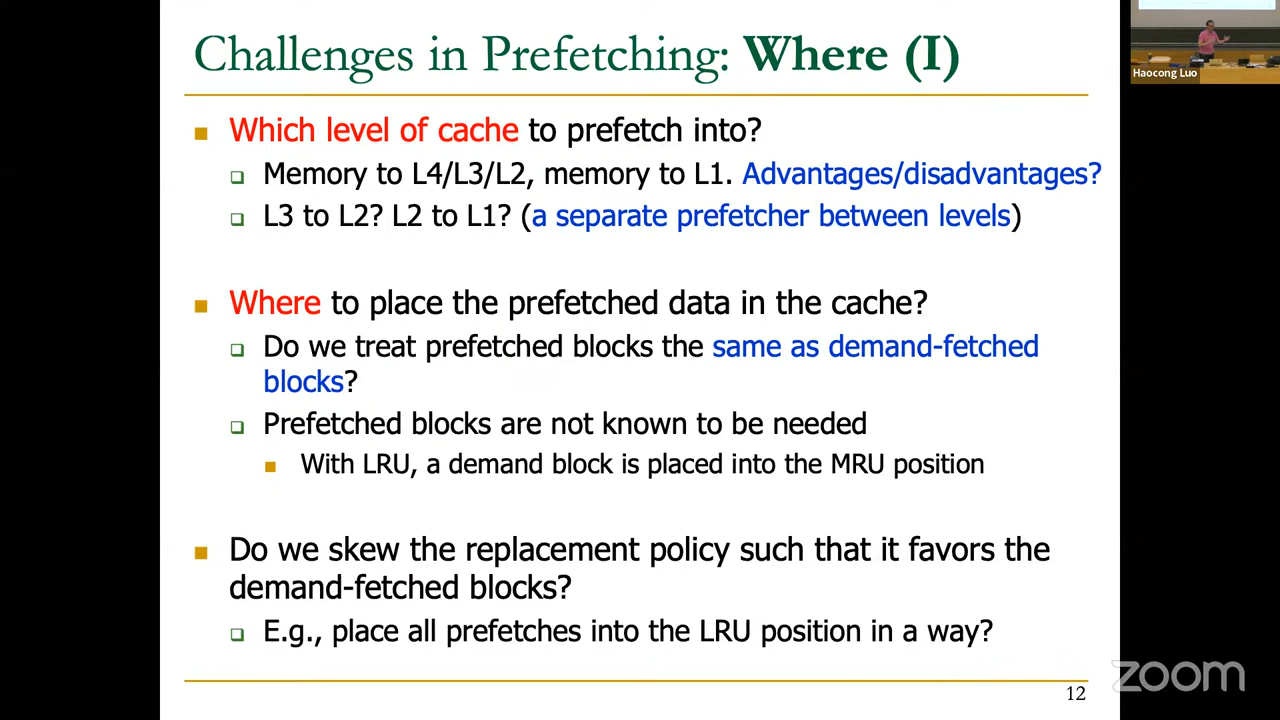 Challenges in Prefetching: Where (I)
Haocong Luo
Which level of cache to prefetch into?
Memory to L4/L3/L2, memory to L1. Advantages/disadvantages?
L3 to L2? L2 to L1? (a separate prefetcher between levels)
Where to place the prefetched data in the cache?
Do we treat prefetched blocks the same as demand-fetched
blocks?
Prefetched blocks are not known to be needed
With LRU, a demand block is placed into the MRU position
Do we skew the replacement policy such that it favors the
demand-fetched blocks?
E.g., place all prefetches into the LRU position in a way?
12
zoom